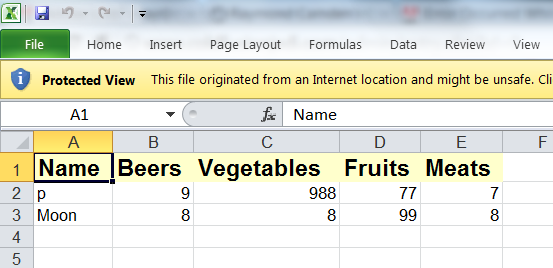 File Home Insert Page Layout Formulas Data Review View
Protected View This file originated from an Internet location and might be unsafe. Cli
A1 fx Name
A B C D E F
1 Name Beers Vegetables Fruits Meats
2 p 9 988 77 7
3 Moon 8 8 99 8
4
5